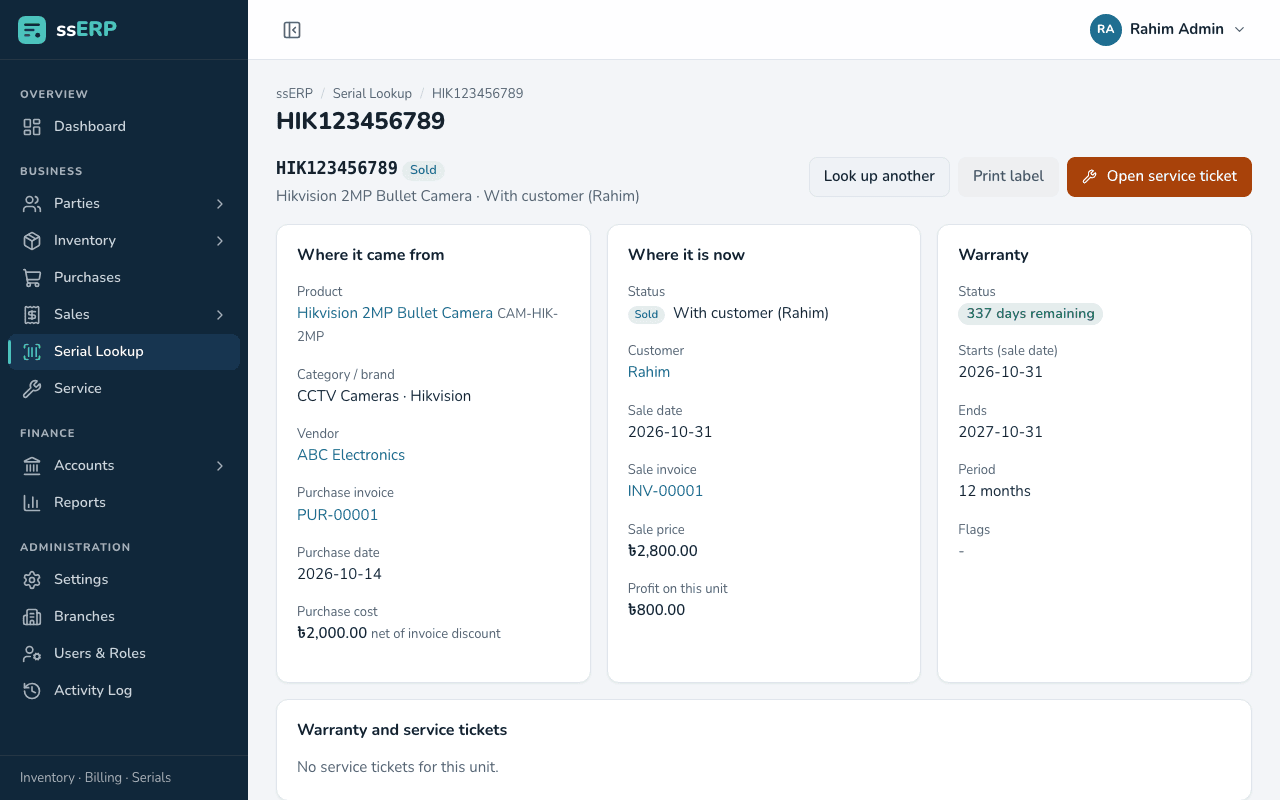 ssERP
RA Rahim Admin
OVERVIEW
Dashboard
BUSINESS
Parties
Inventory
Purchases
Sales
Serial Lookup
Service
FINANCE
Accounts
Reports
ADMINISTRATION
Settings
Branches
Users & Roles
Activity Log
Inventory · Billing · Serials
ssERP / Serial Lookup / HIK123456789
HIK123456789
HIK123456789 Sold
Hikvision 2MP Bullet Camera · With customer (Rahim)
Look up another
Print label
Open service ticket
Where it came from
Product
Hikvision 2MP Bullet Camera CAM-HIK-
2MP
Category / brand
CCTV Cameras · Hikvision
Vendor
ABC Electronics
Purchase invoice
PUR-00001
Purchase date
2026-10-14
Purchase cost
৳2,000.00 net of invoice discount
Where it is now
Status
Sold With customer (Rahim)
Customer
Rahim
Sale date
2026-10-31
Sale invoice
INV-00001
Sale price
৳2,800.00
Profit on this unit
৳800.00
Warranty
Status
337 days remaining
Starts (sale date)
2026-10-31
Ends
2027-10-31
Period
12 months
Flags
-
Warranty and service tickets
No service tickets for this unit.